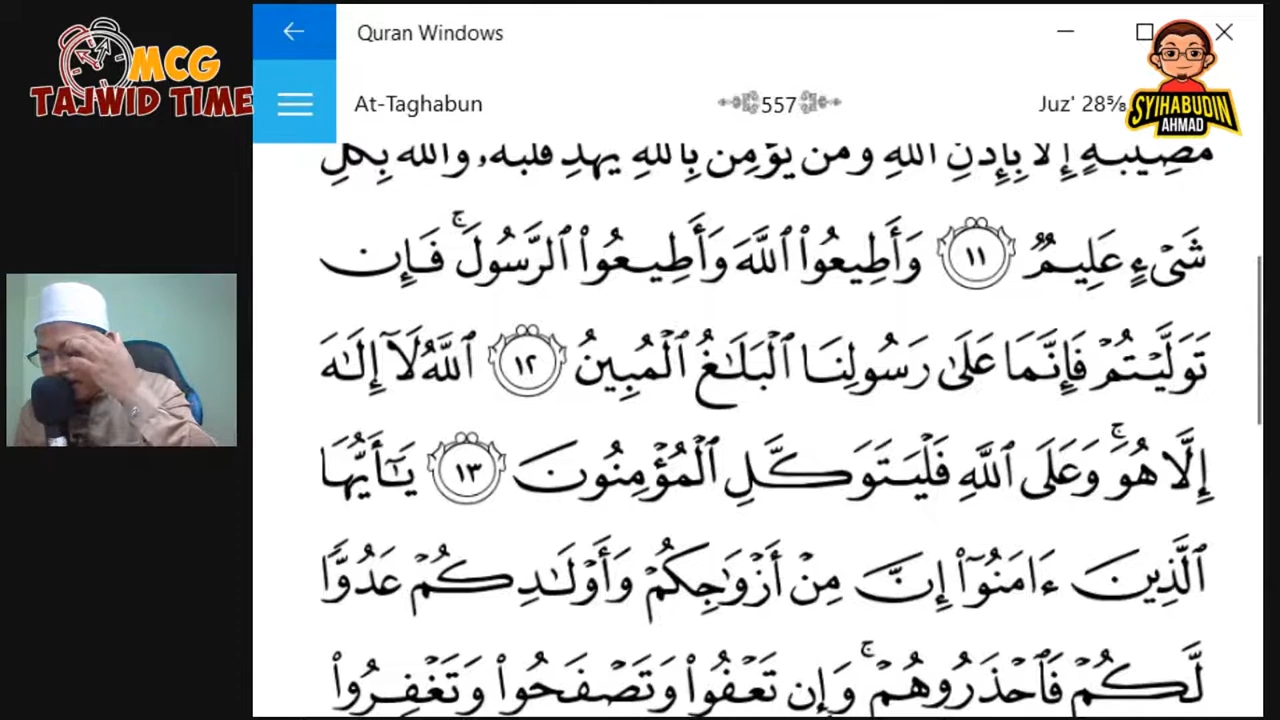 MCG
TAJWID TIME
Quran Windows
At-Taghabun
557
Juz' 28⅝
SYIHABUDIN
AHMAD
مُّصِيبَةٍ إِلَّا بِإِذْنِ ٱللَّهِ وَمَن يُؤْمِنۢ بِٱللَّهِ يَهْدِ قَلْبَهُۥ وَٱللَّهُ بِكُلِّ
شَىْءٍ عَلِيمٌ ١١ وَأَطِيعُوا۟ ٱللَّهَ وَأَطِيعُوا۟ ٱلرَّسُولَ ۚ فَإِن
تَوَلَّيْتُمْ فَإِنَّمَا عَلَىٰ رَسُولِنَا ٱلْبَلَـٰغُ ٱلْمُبِينُ ١٢ ٱللَّهُ لَآ إِلَـٰهَ
إِلَّا هُوَ ۚ وَعَلَى ٱللَّهِ فَلْيَتَوَكَّلِ ٱلْمُؤْمِنُونَ ١٣ يَـٰٓأَيُّهَا
ٱلَّذِينَ ءَامَنُوٓا۟ إِنَّ مِنْ أَزْوَٰجِكُمْ وَأَوْلَـٰدِكُمْ عَدُوًّا
لَّكُمْ فَٱحْذَرُوهُمْ ۚ وَإِن تَعْفُوا۟ وَتَصْفَحُوا۟ وَتَغْفِرُوا۟